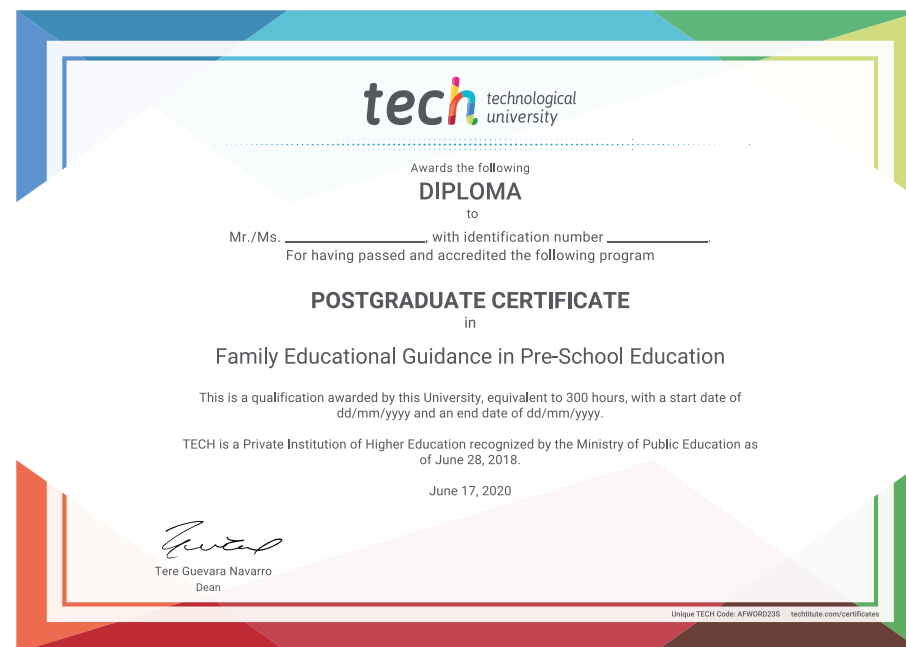 tech technological
university
Awards the following
DIPLOMA
to
Mr./Ms. ____________________, with identification number ______________.
For having passed and accredited the following program
POSTGRADUATE CERTIFICATE
in
Family Educational Guidance in Pre-School Education
This is a qualification awarded by this University, equivalent to 300 hours, with a start date of
dd/mm/yyyy and an end date of dd/mm/yyyy.
TECH is a Private Institution of Higher Education recognized by the Ministry of Public Education as
of June 28, 2018.
June 17, 2020
Tere Guevara Navarro
Dean
Unique TECH Code: AFWORD23S techtitute.com/certificates